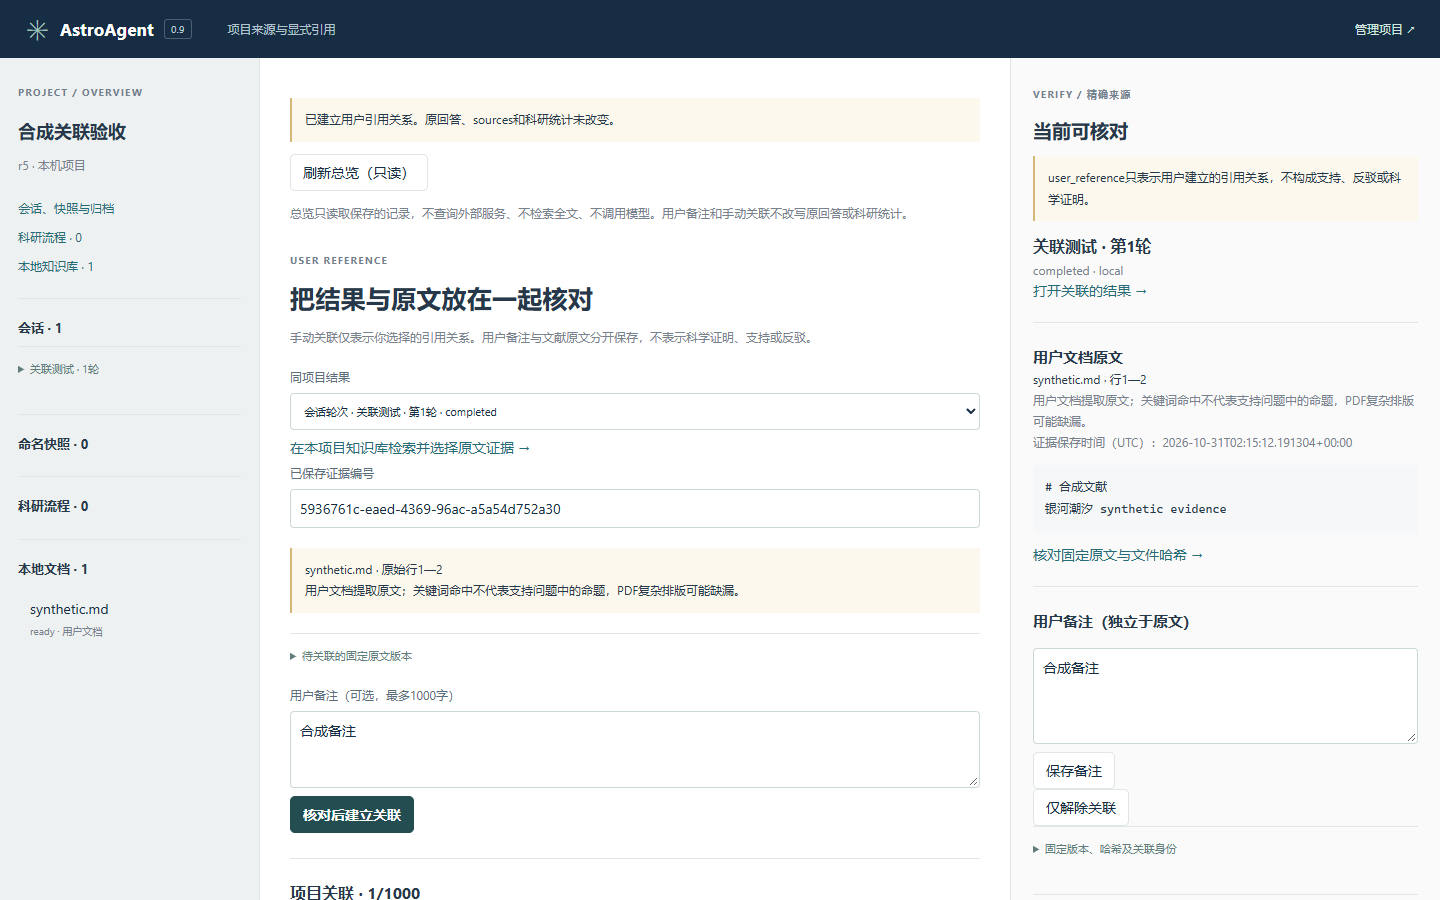 AstroAgent 0.9 项目来源与显式引用 管理项目 ↗
PROJECT / OVERVIEW
合成关联验收
r5 · 本机项目
会话、快照与归档
科研流程 · 0
本地知识库 · 1
会话 · 1
▶ 关联测试 · 1轮
命名快照 · 0
科研流程 · 0
本地文档 · 1
synthetic.md
ready · 用户文档
已建立用户引用关系。原回答、sources和科研统计未改变。
刷新总览（只读）
总览只读取保存的记录，不查询外部服务、不检索全文、不调用模型。用户备注和手动关联不改写原回答或科研统计。
USER REFERENCE
把结果与原文放在一起核对
手动关联仅表示你选择的引用关系。用户备注与文献原文分开保存，不表示科学证明、支持或反驳。
同项目结果
会话轮次 · 关联测试 · 第1轮 · completed
在本项目知识库检索并选择原文证据 →
已保存证据编号
5936761c-eaed-4369-96ac-a5a54d752a30
synthetic.md · 原始行1—2
用户文档提取原文；关键词命中不代表支持问题中的命题，PDF复杂排版可能缺漏。
▶ 待关联的固定原文版本
用户备注（可选，最多1000字）
合成备注
核对后建立关联
项目关联 · 1/1000
VERIFY / 精确来源
当前可核对
user_reference只表示用户建立的引用关系，不构成支持、反驳或科
学证明。
关联测试 · 第1轮
completed · local
打开关联的结果 →
用户文档原文
synthetic.md · 行1—2
用户文档提取原文；关键词命中不代表支持问题中的命题，PDF复杂排版
可能缺漏。
证据保存时间（UTC）：2026-10-31T02:15:12.191304+00:00
# 合成文献
银河潮汐 synthetic evidence
核对固定原文与文件哈希 →
用户备注（独立于原文）
合成备注
保存备注
仅解除关联
▶ 固定版本、哈希及关联身份